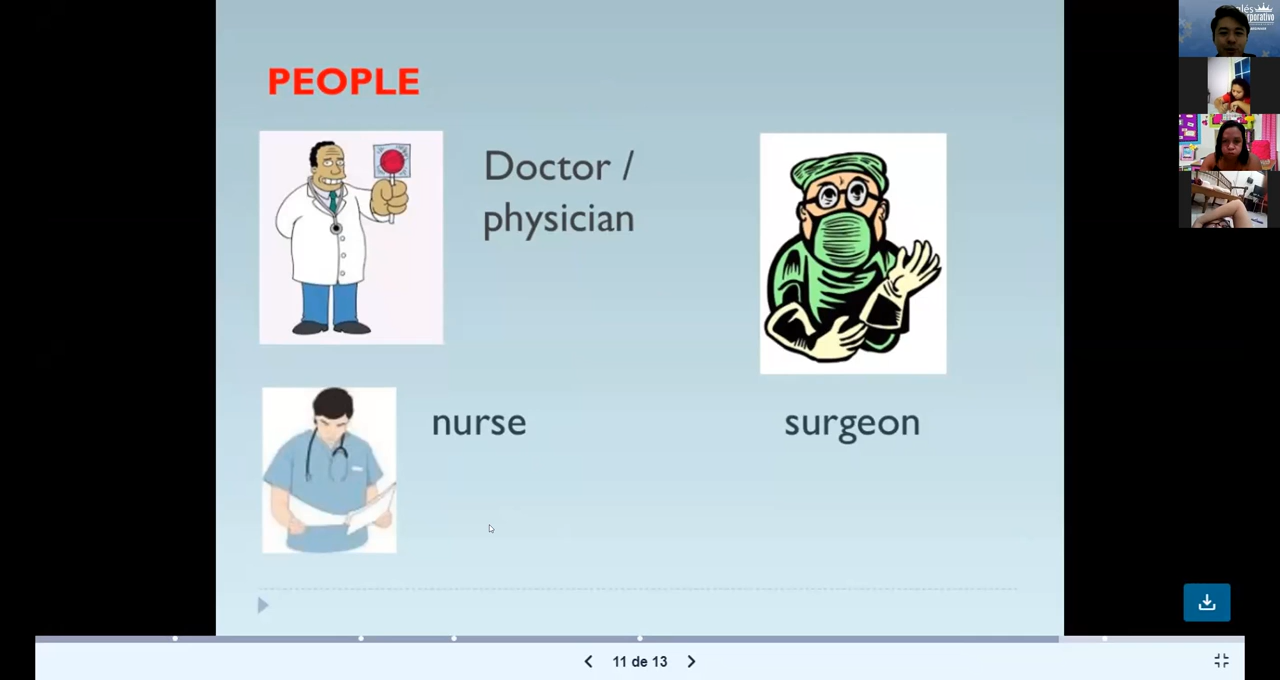 PEOPLE
Doctor /
physician
nurse
surgeon
11 de 13